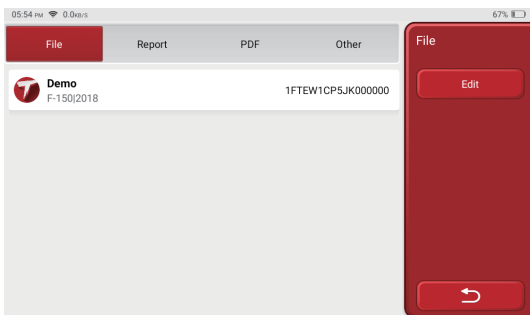 05:54 PM 0.0KB/S 67%
File Report PDF Other File
Demo
F-150|2018 1FTEW1CP5JK000000
Edit